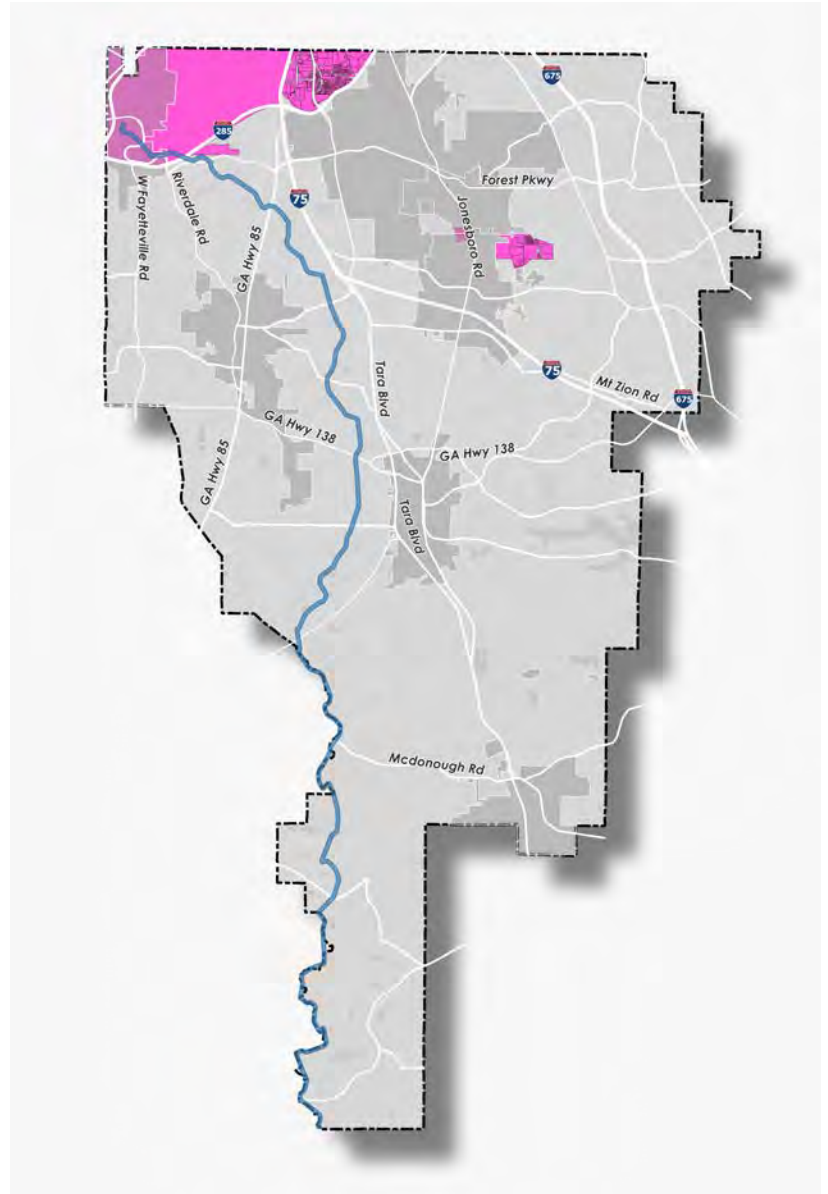 675
285
Forest Pkwy
75
W Fayetteville Rd
Riverdale Rd
Jonesboro Rd
GA Hwy 85
75
Mt Zion Rd
675
Tara Blvd
GA Hwy 138
GA Hwy 138
GA Hwy 85
Tara Blvd
Mcdonough Rd